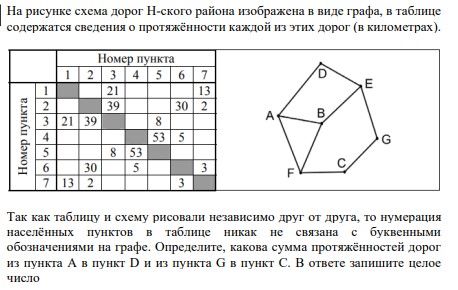 На рисунке схема дорог Н-ского района изображена в виде графа, в таблице
содержатся сведения о протяжённости каждой из этих дорог (в километрах).
Номер пункта
1 2 3 4 5 6 7
Номер пункта
1 21 13
2 39 30 2
3 21 39 8
4 53 5
5 8 53
6 30 5 3
7 13 2 3
D
E
A
B
G
C
F
Так как таблицу и схему рисовали независимо друг от друга, то нумерация
населённых пунктов в таблице никак не связана с буквенными
обозначениями на графе. Определите, какова сумма протяжённостей дорог
из пункта A в пункт D и из пункта G в пункт C. В ответе запишите целое
число